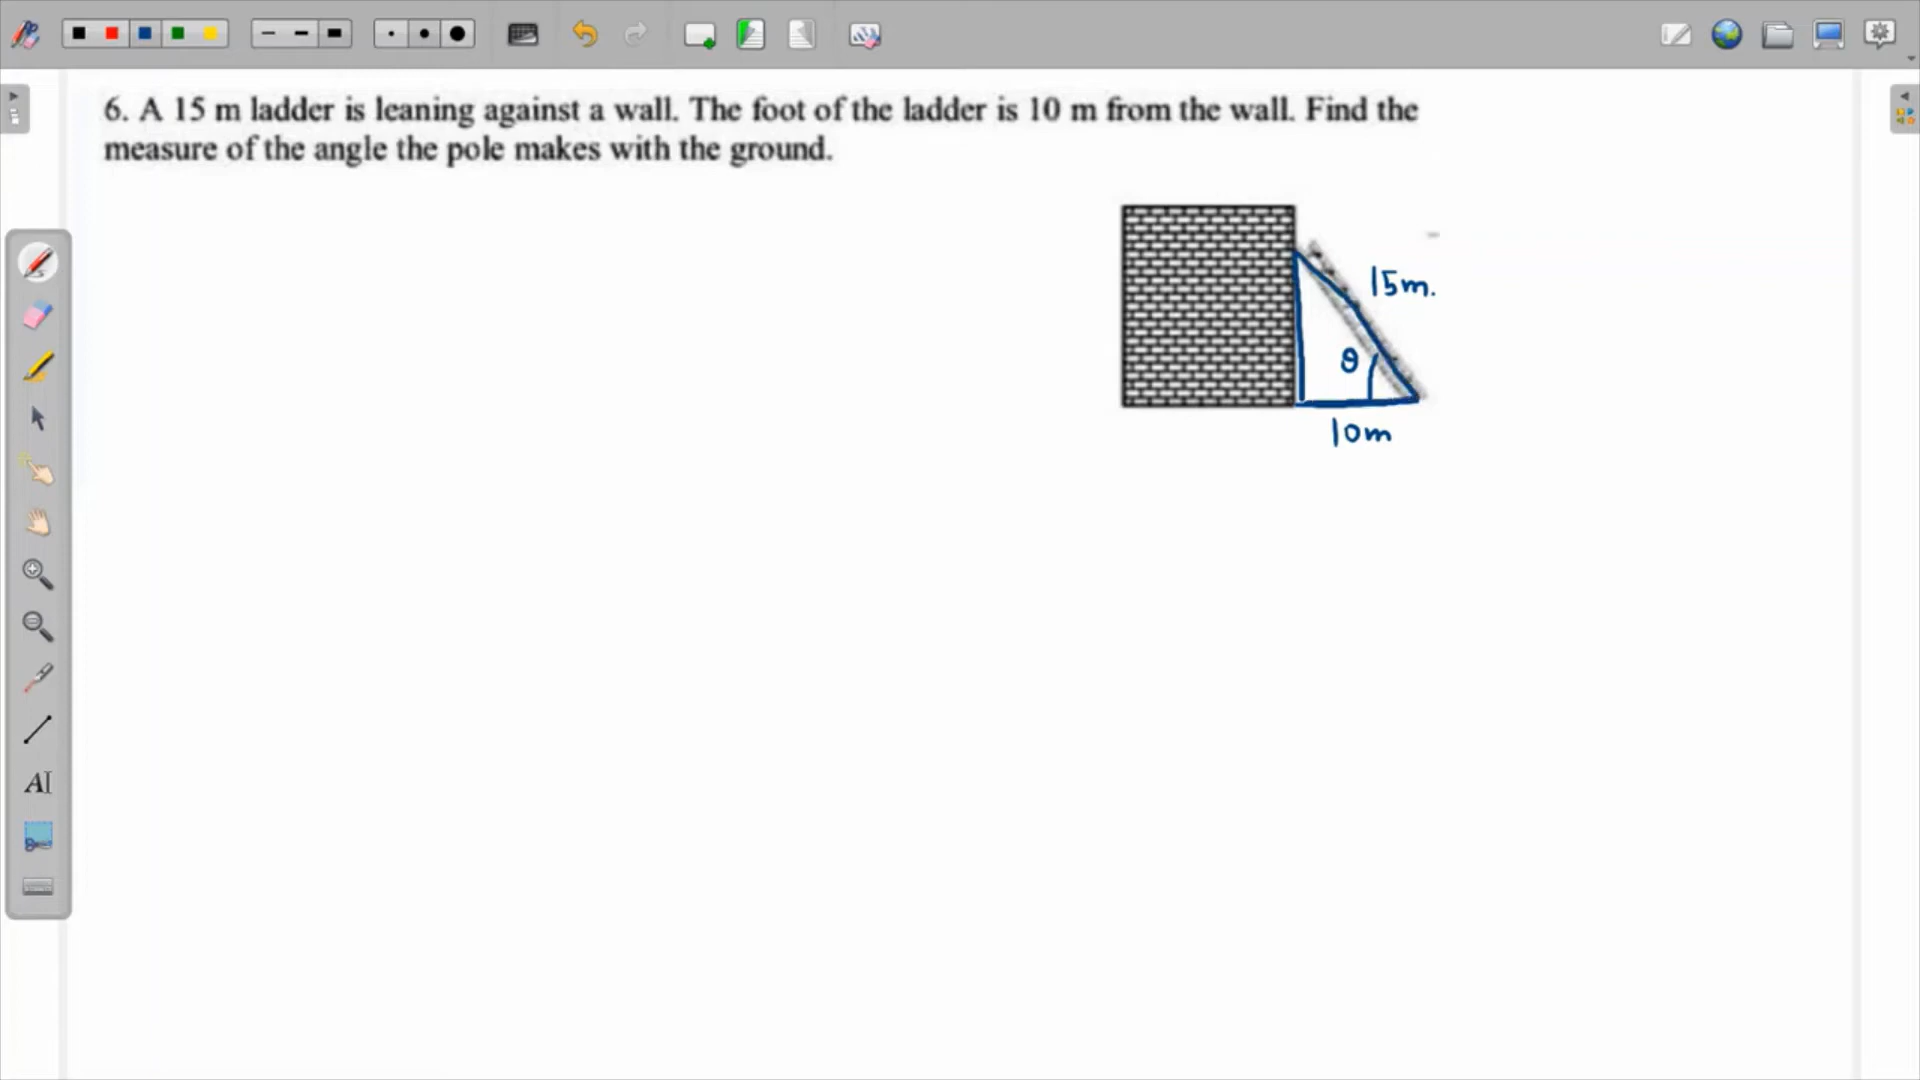 6. A 15 m ladder is leaning against a wall. The foot of the ladder is 10 m from the wall. Find the
measure of the angle the pole makes with the ground.
15m.
θ
10m
AI